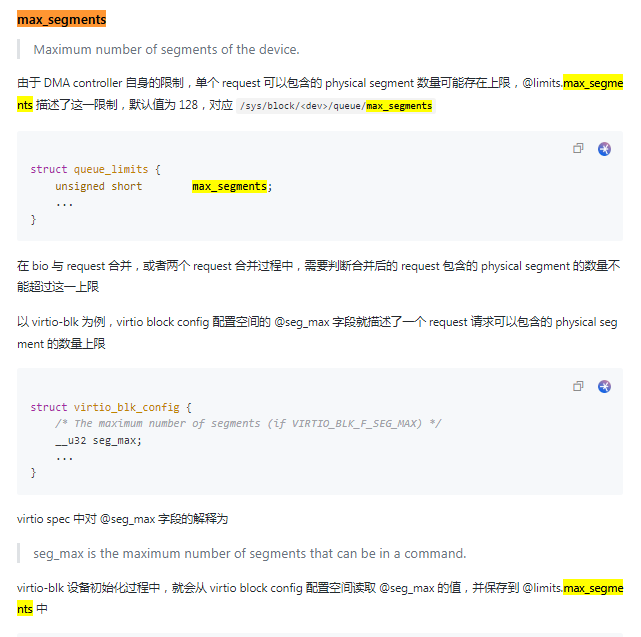 max_segments
Maximum number of segments of the device.
由于 DMA controller 自身的限制，单个 request 可以包含的 physical segment 数量可能存在上限，@limits.max_segme
nts 描述了这一限制，默认值为 128，对应 /sys/block/<dev>/queue/max_segments
struct queue_limits {
    unsigned short        max_segments;
    ...
}
在 bio 与 request 合并，或者两个 request 合并过程中，需要判断合并后的 request 包含的 physical segment 的数量不
能超过这一上限
以 virtio-blk 为例，virtio block config 配置空间的 @seg_max 字段就描述了一个 request 请求可以包含的 physical seg
ment 的数量上限
struct virtio_blk_config {
    /* The maximum number of segments (if VIRTIO_BLK_F_SEG_MAX) */
    __u32 seg_max;
    ...
}
virtio spec 中对 @seg_max 字段的解释为
seg_max is the maximum number of segments that can be in a command.
virtio-blk 设备初始化过程中，就会从 virtio block config 配置空间读取 @seg_max 的值，并保存到 @limits.max_segme
nts 中